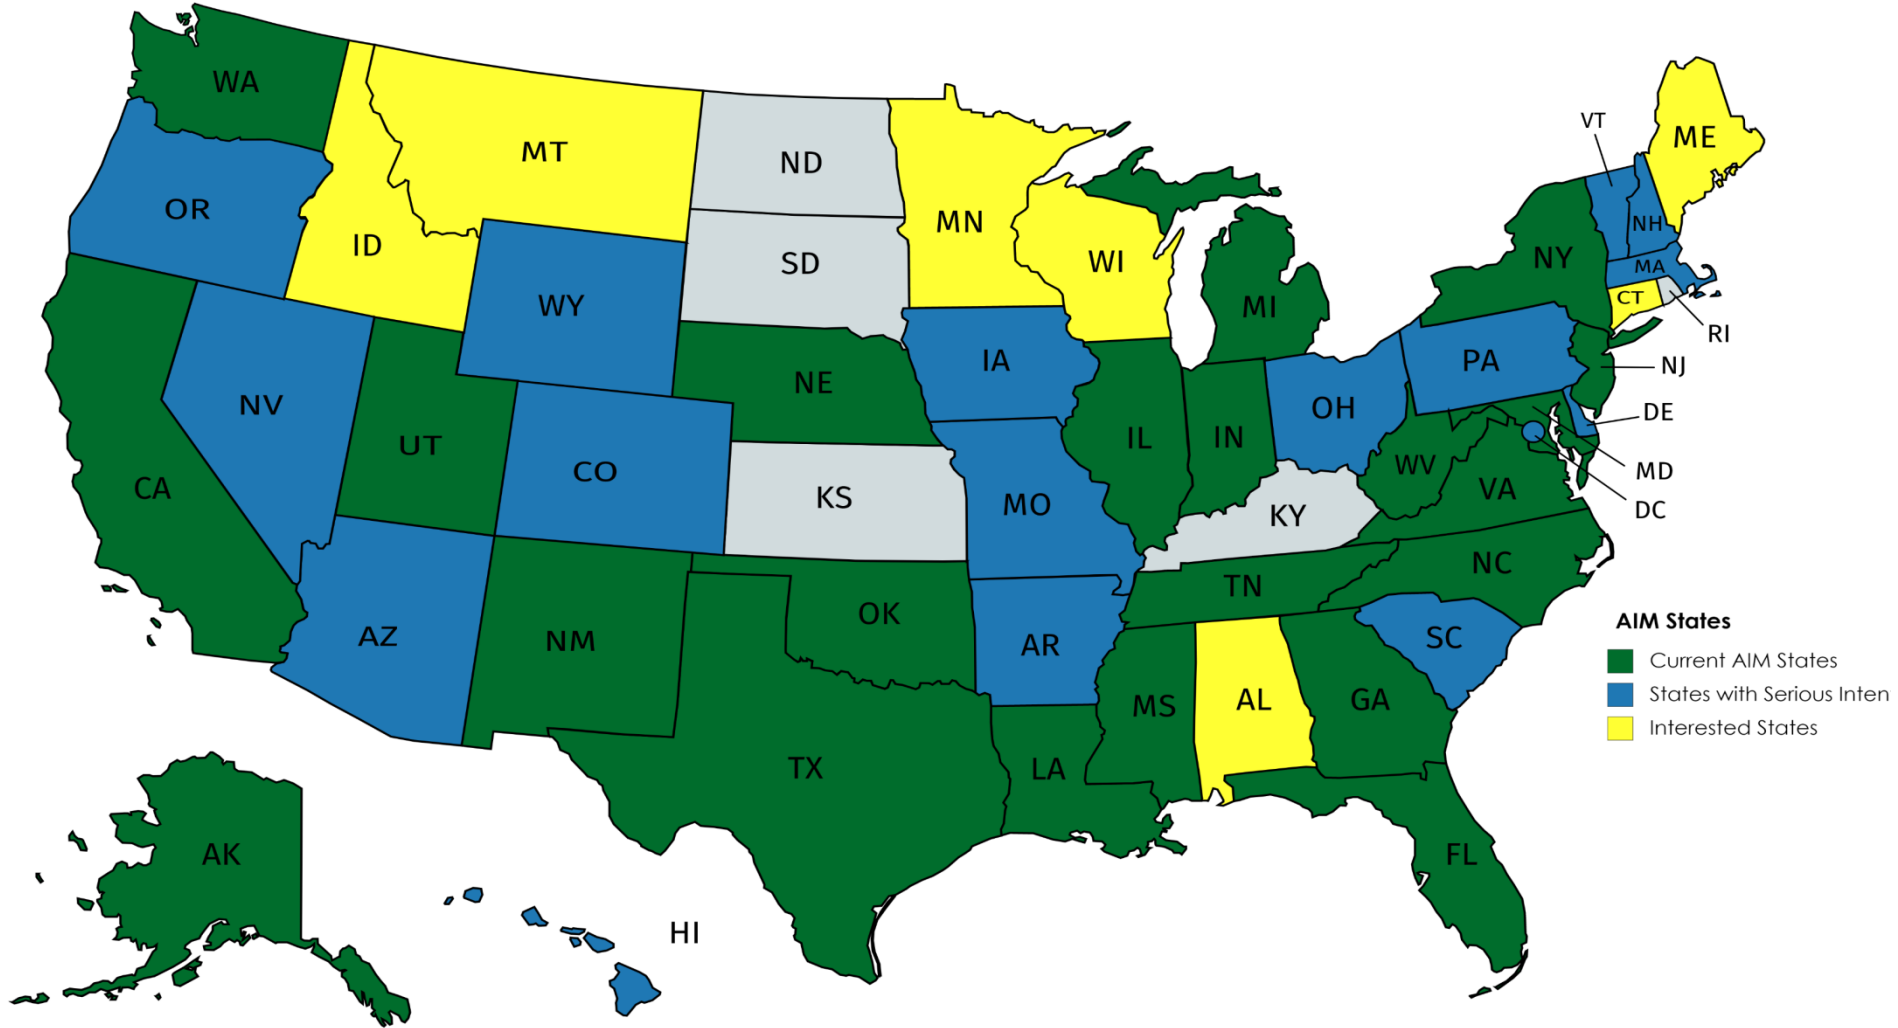 WA
MT
ND
MN
VT
ME
OR
ID
SD
WI
NH
NY
MA
WY
MI
CT
RI
IA
PA
NJ
NE
NV
OH
DE
UT
IL
IN
CO
WV
MD
CA
KS
MO
VA
DC
KY
NC
TN
OK
AZ
NM
AR
SC
AIM States
Current AIM States
States with Serious Inten
Interested States
MS
AL
GA
TX
LA
AK
FL
HI